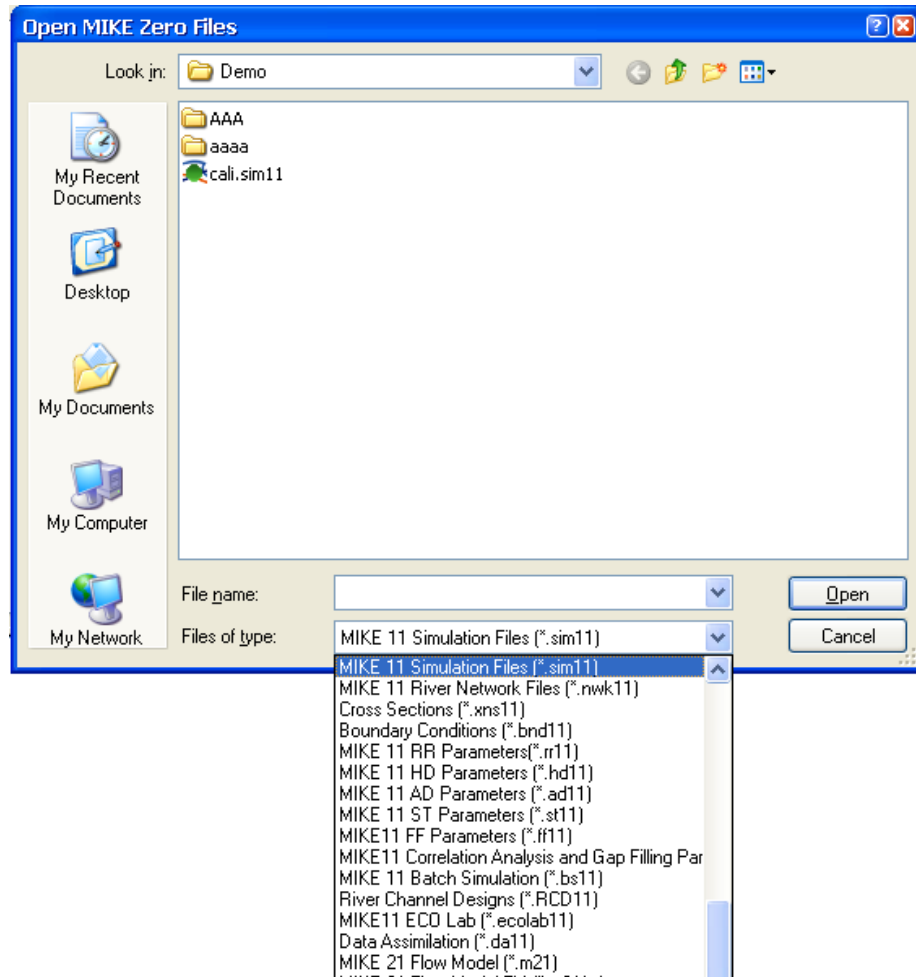 Open MIKE Zero Files
Look in: Demo
AAA
aaaa
cali.sim11
My Recent
Documents
Desktop
My Documents
My Computer
My Network
File name:
Open
Files of type: MIKE 11 Simulation Files (*.sim11)
Cancel
MIKE 11 Simulation Files (*.sim11)
MIKE 11 River Network Files (*.nwk11)
Cross Sections (*.xns11)
Boundary Conditions (*.bnd11)
MIKE 11 RR Parameters(*.rr11)
MIKE 11 HD Parameters (*.hd11)
MIKE 11 AD Parameters (*.ad11)
MIKE 11 ST Parameters (*.st11)
MIKE11 FF Parameters (*.ff11)
MIKE11 Correlation Analysis and Gap Filling Par
MIKE 11 Batch Simulation (*.bs11)
River Channel Designs (*.RCD11)
MIKE11 ECO Lab (*.ecolab11)
Data Assimilation (*.da11)
MIKE 21 Flow Model (*.m21)